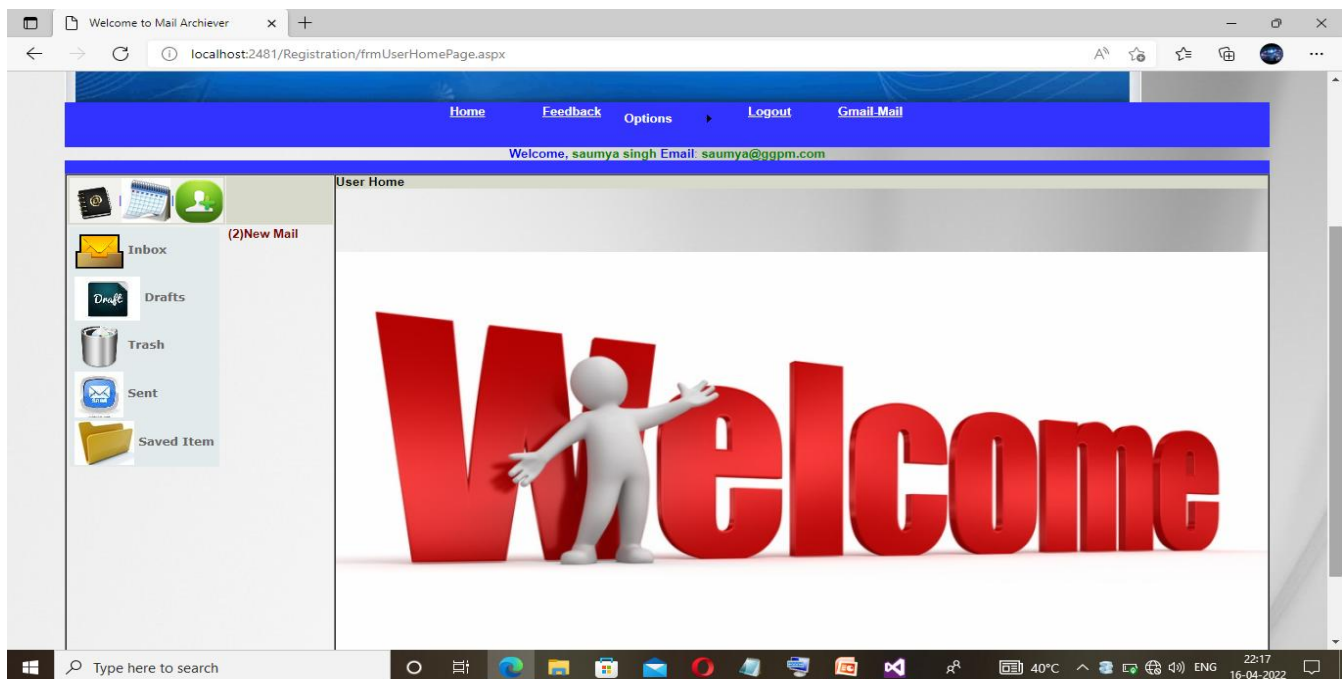 Welcome to Mail Archiever
localhost:2481/Registration/frmUserHomePage.aspx
Home Feedback Options Logout Gmail-Mail
Welcome, saumya singh Email: saumya@ggpm.com
User Home
(2)New Mail
Inbox
Draft Drafts
Trash
Sent
Saved Item
Welcome
Type here to search
40°C ENG 22:17
16-04-2022